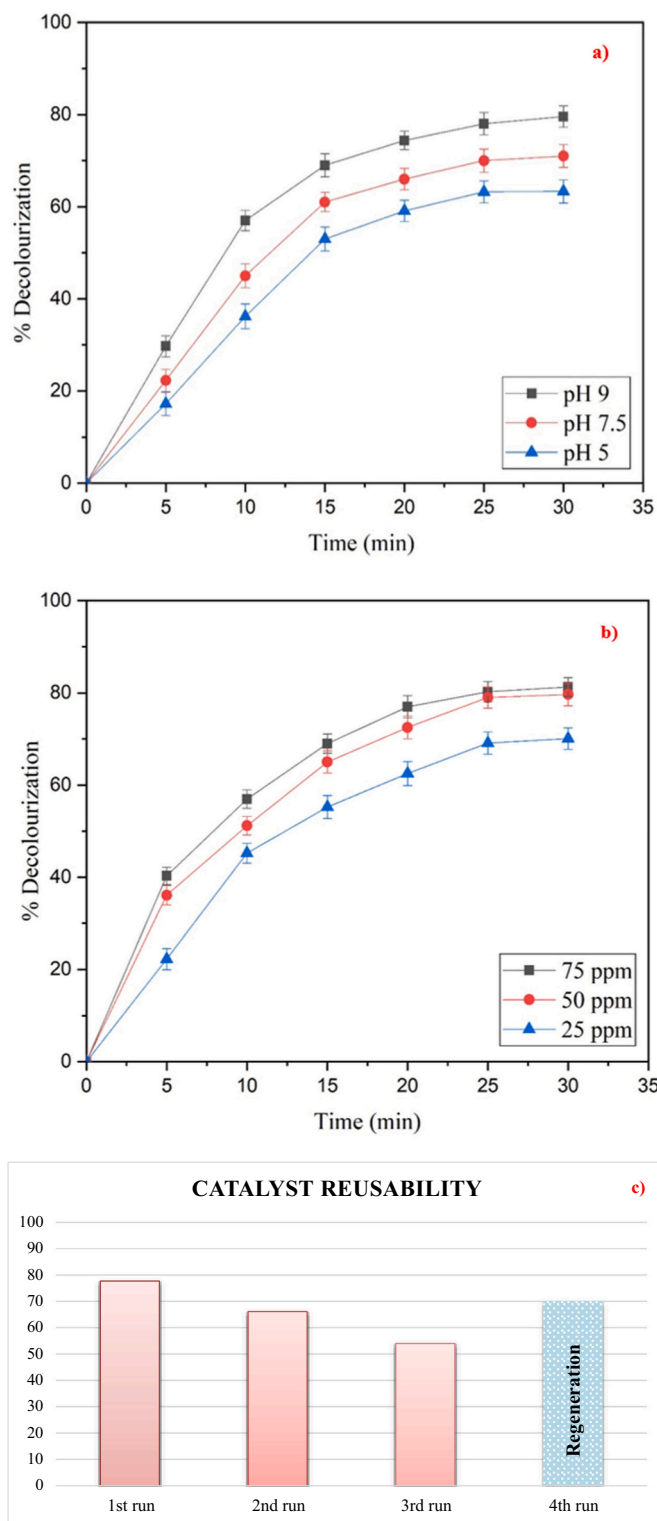 a)
100
80
60
40
20
0
% Decolourization
pH 9
pH 7.5
pH 5
0 5 10 15 20 25 30 35
Time (min)
b)
100
80
60
40
20
0
% Decolourization
75 ppm
50 ppm
25 ppm
0 5 10 15 20 25 30 35
Time (min)
CATALYST REUSABILITY
c)
100
90
80
70
60
50
40
30
20
10
0
Regeneration
1st run 2nd run 3rd run 4th run